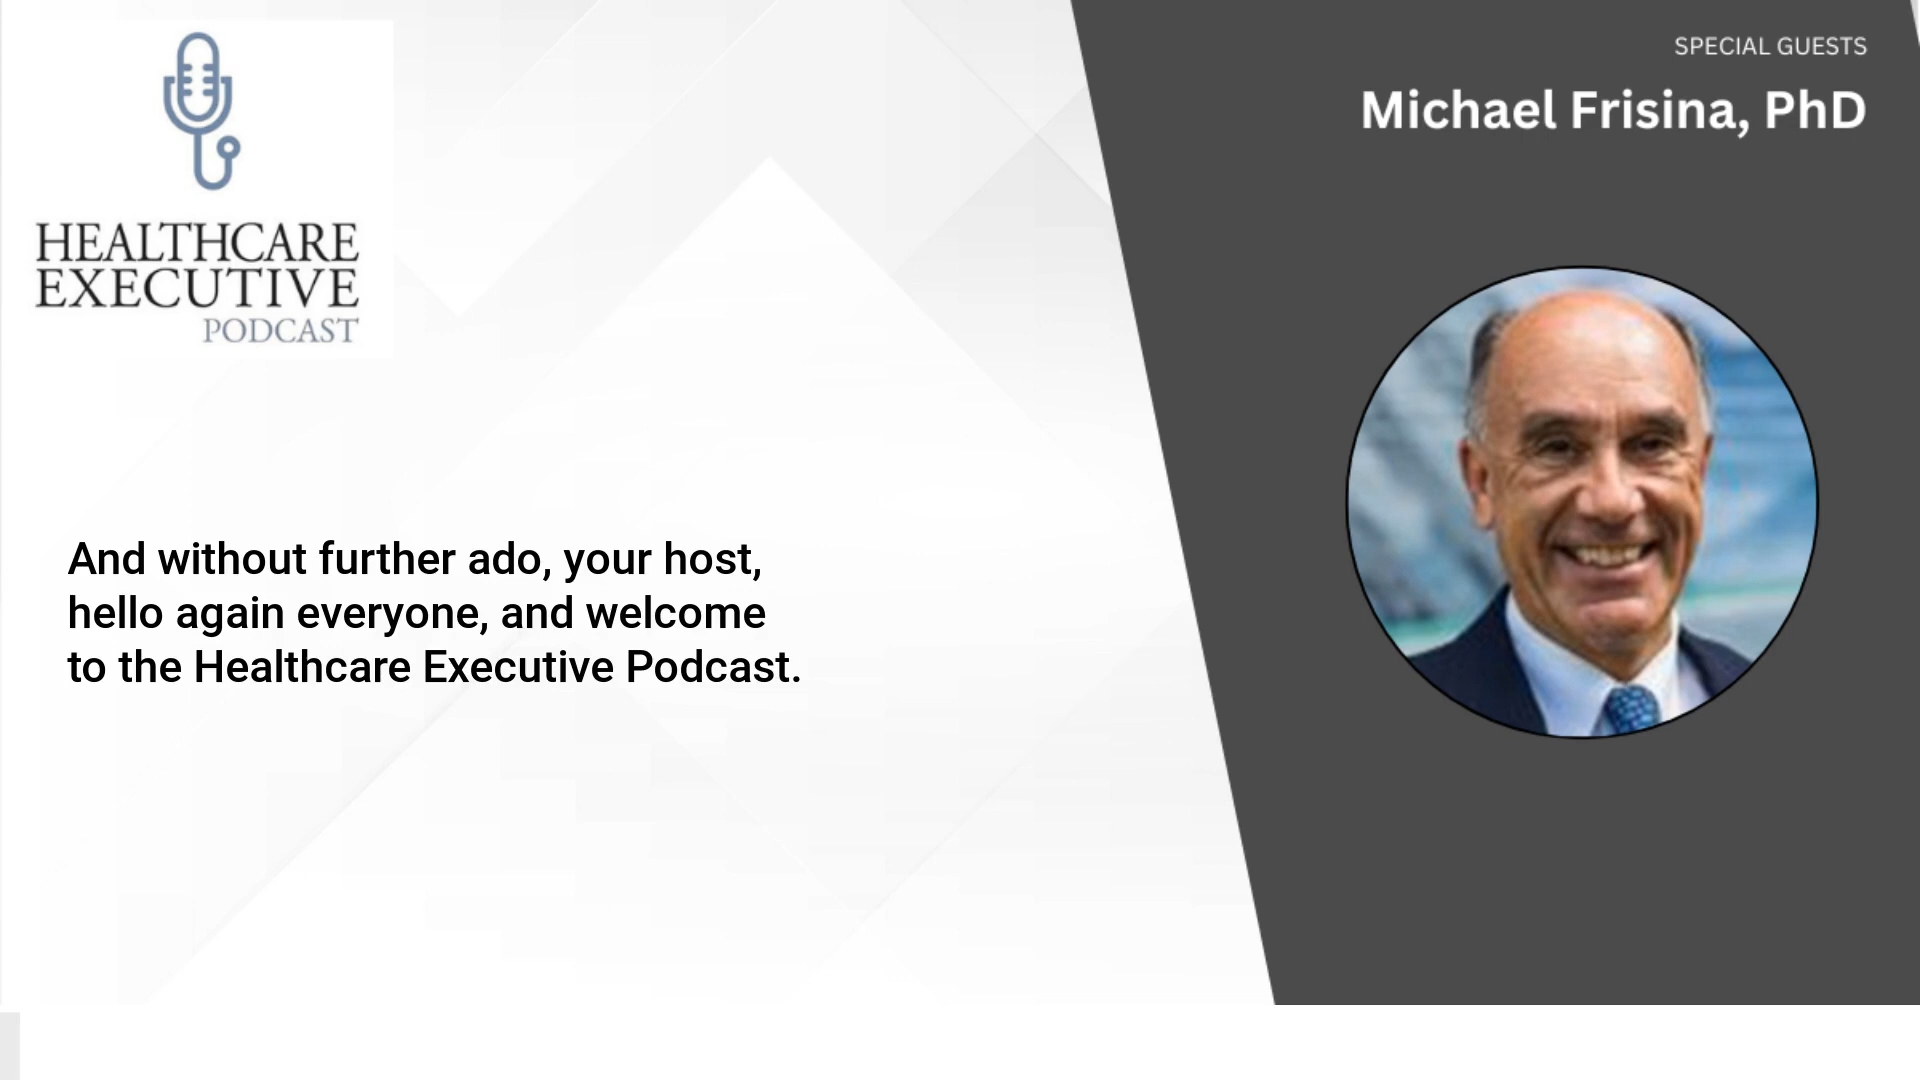 HEALTHCARE
EXECUTIVE
PODCAST
SPECIAL GUESTS
Michael Frisina, PhD
And without further ado, your host,
hello again everyone, and welcome
to the Healthcare Executive Podcast.